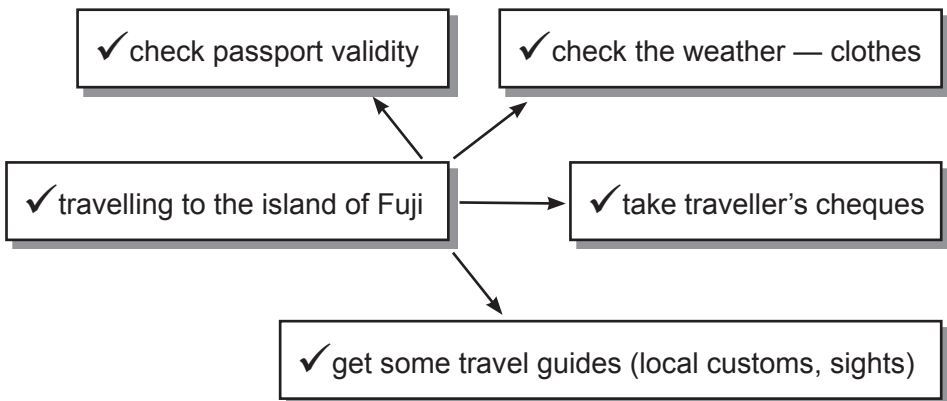 ✓ check passport validity
✓ check the weather — clothes
✓ travelling to the island of Fuji
✓ take traveller's cheques
✓ get some travel guides (local customs, sights)